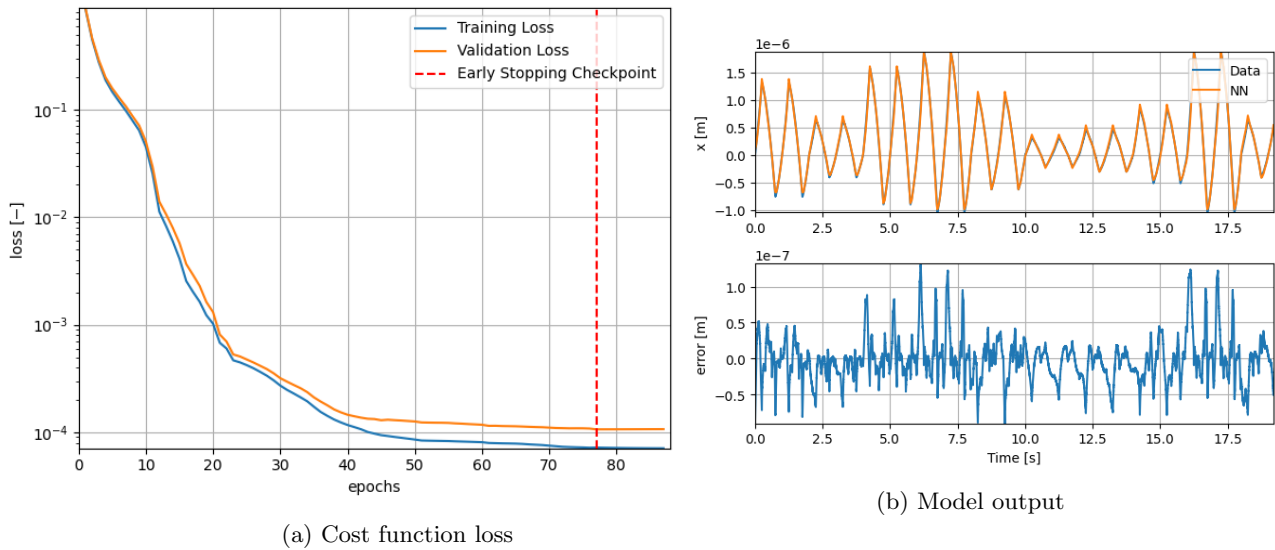 Training Loss
Validation Loss
Early Stopping Checkpoint
loss [−]
10⁻¹
10⁻²
10⁻³
10⁻⁴
0 10 20 30 40 50 60 70 80
epochs
(a) Cost function loss
1e−6
Data
NN
x [m]
1.5
1.0
0.5
0.0
−0.5
−1.0
0.0 2.5 5.0 7.5 10.0 12.5 15.0 17.5
1e−7
error [m]
1.0
0.5
0.0
−0.5
0.0 2.5 5.0 7.5 10.0 12.5 15.0 17.5
Time [s]
(b) Model output